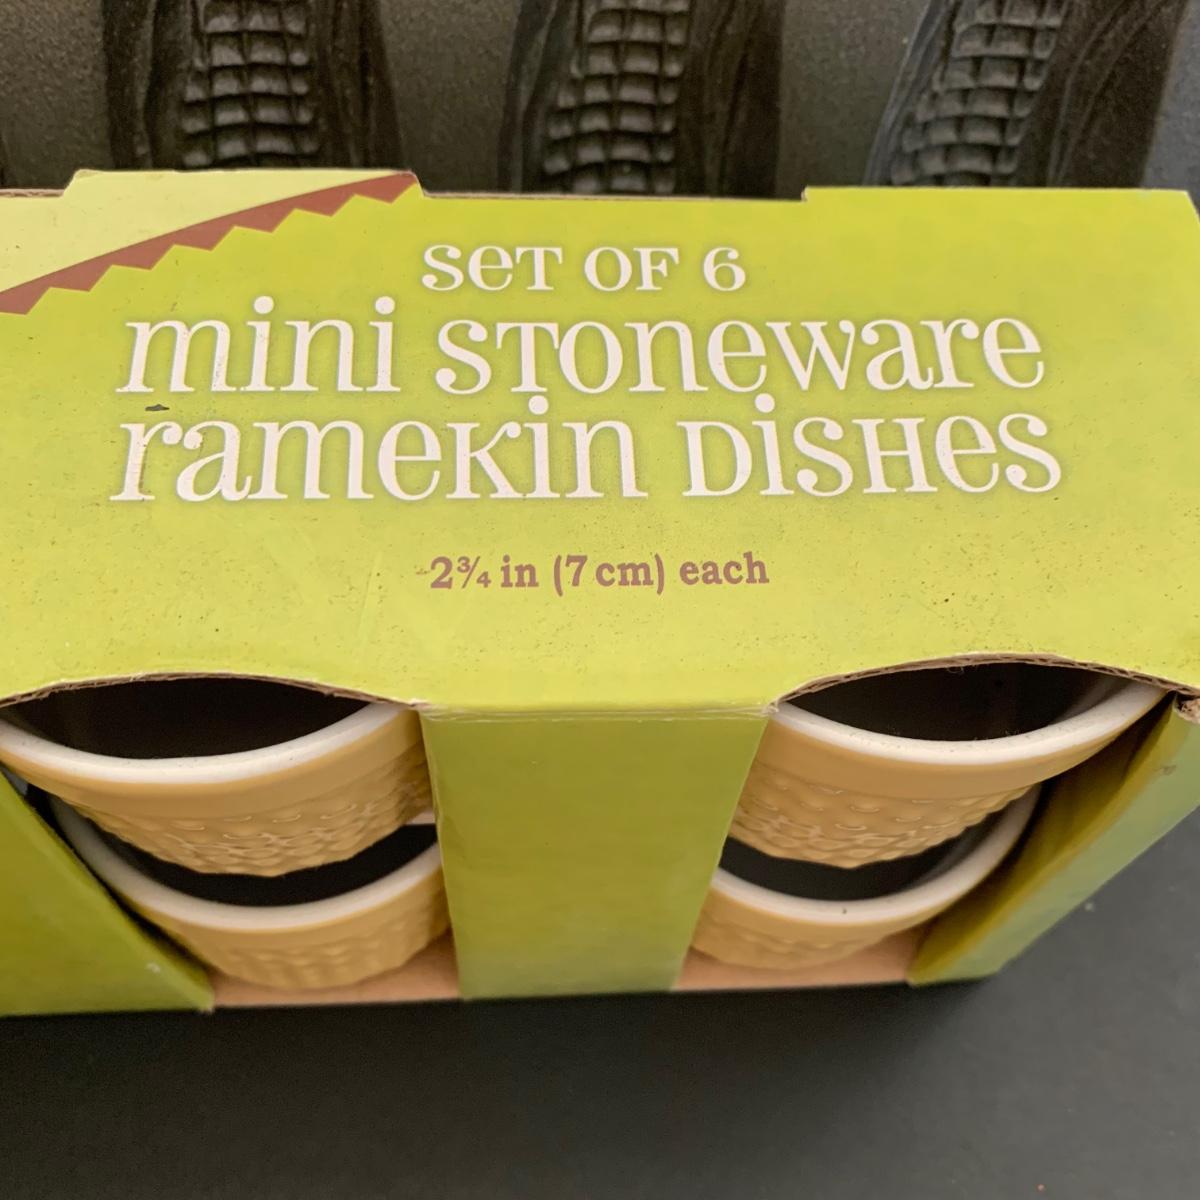 SET OF 6
mini STONEWARE
RAMEKIN DISHES
2¾ in (7 cm) each